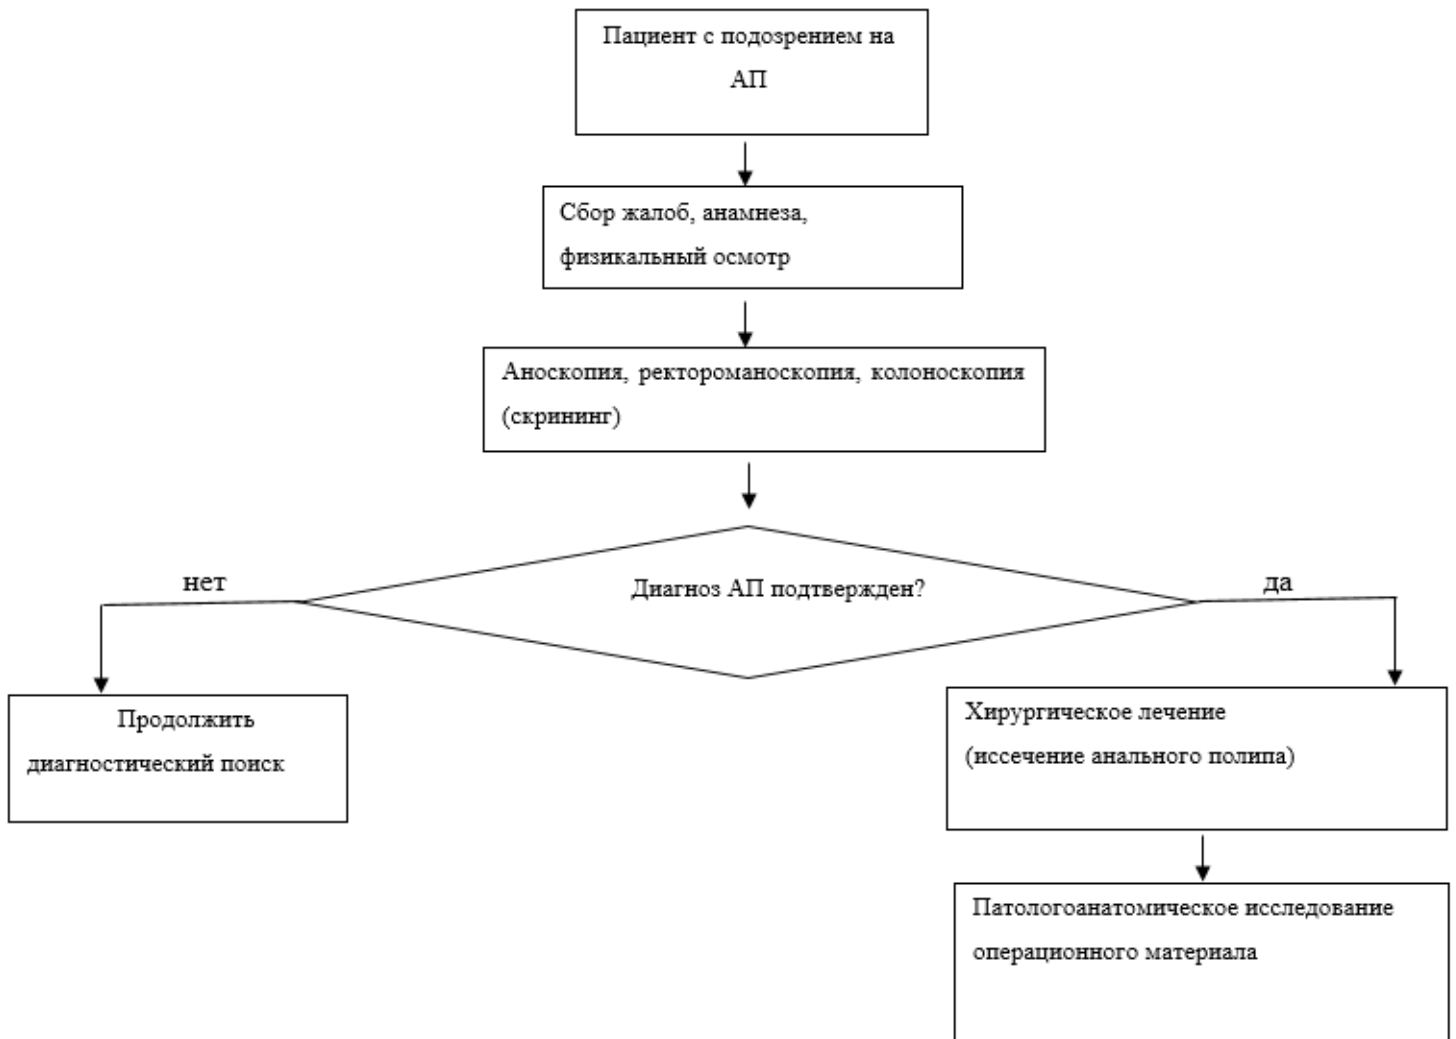 Пациент с подозрением на
АП
Сбор жалоб, анамнеза,
физикальный осмотр
Аноскопия, ректороманоскопия, колоноскопия
(скрининг)
Диагноз АП подтвержден?
нет
да
Продолжить
диагностический поиск
Хирургическое лечение
(иссечение анального полипа)
Патологоанатомическое исследование
операционного материала